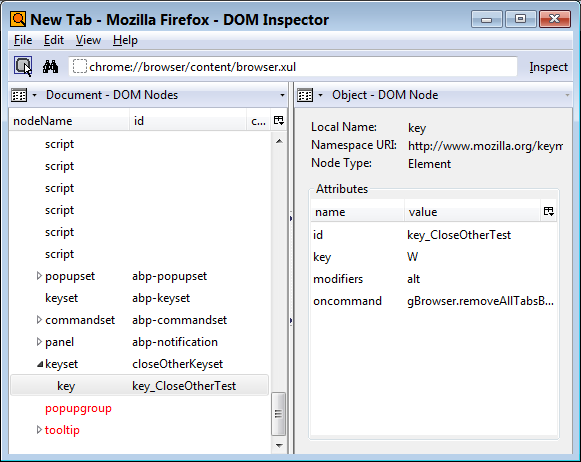 New Tab - Mozilla Firefox - DOM Inspector
File Edit View Help
chrome://browser/content/browser.xul Inspect
Document - DOM Nodes
nodeName id c...
script
script
script
script
script
script
popupset abp-popupset
keyset abp-keyset
commandset abp-commandset
panel abp-notification
keyset closeOtherKeyset
key key_CloseOtherTest
popupgroup
tooltip
Object - DOM Node
Local Name: key
Namespace URI: http://www.mozilla.org/keym
Node Type: Element
Attributes
name value
id key_CloseOtherTest
key W
modifiers alt
oncommand gBrowser.removeAllTabsB...